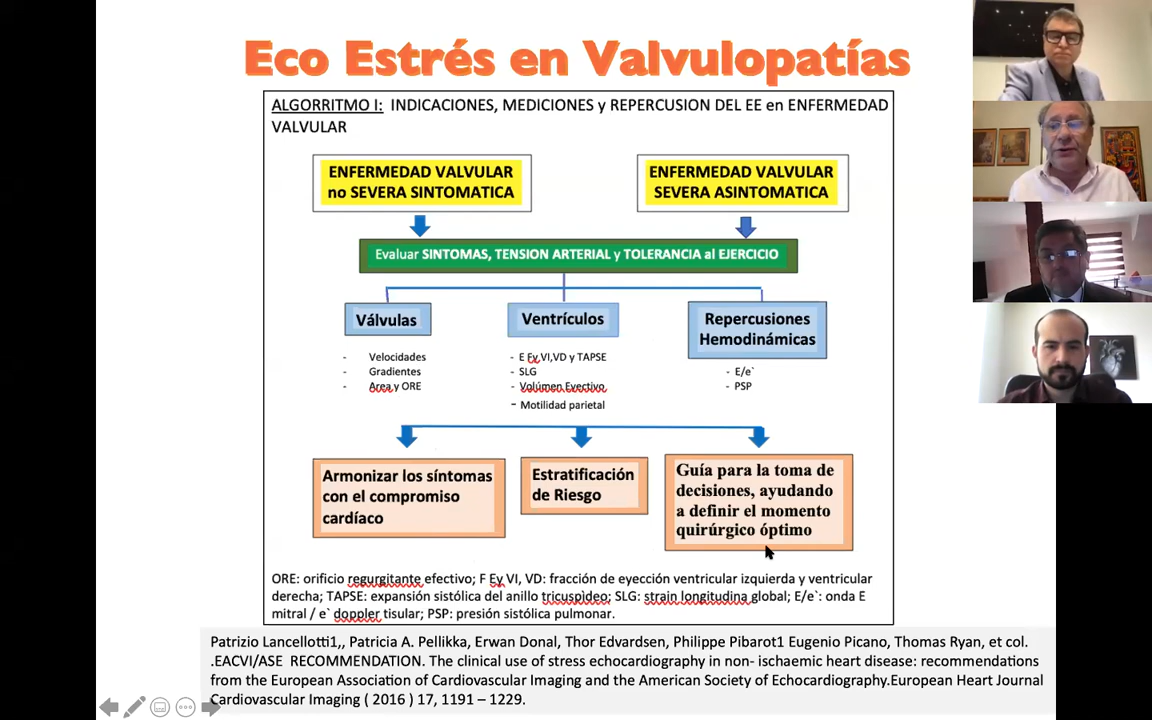 Eco Estrés en Valvulopatías
ALGORRITMO I: INDICACIONES, MEDICIONES y REPERCUSION DEL EE en ENFERMEDAD
VALVULAR
ENFERMEDAD VALVULAR
no SEVERA SINTOMATICA
ENFERMEDAD VALVULAR
SEVERA ASINTOMATICA
Evaluar SINTOMAS, TENSION ARTERIAL y TOLERANCIA al EJERCICIO
Válvulas
- Velocidades
- Gradientes
- Area y ORE
Ventrículos
- E Ey VI,VD y TAPSE
- SLG
- Volúmen Eyectivo
- Motilidad parietal
Repercusiones
Hemodinámicas
- E/e`
- PSP
Armonizar los síntomas
con el compromiso
cardíaco
Estratificación
de Riesgo
Guía para la toma de
decisiones, ayudando
a definir el momento
quirúrgico óptimo
ORE: orificio regurgitante efectivo; F Ey VI, VD: fracción de eyección ventricular izquierda y ventricular
derecha; TAPSE: expansión sistólica del anillo tricuspìdeo; SLG: strain longitudina global; E/e`: onda E
mitral / e` doppler tisular; PSP: presión sistólica pulmonar.
Patrizio Lancellotti1,, Patricia A. Pellikka, Erwan Donal, Thor Edvardsen, Philippe Pibarot1 Eugenio Picano, Thomas Ryan, et col.
.EACVI/ASE RECOMMENDATION. The clinical use of stress echocardiography in non- ischaemic heart disease: recommendations
from the European Association of Cardiovascular Imaging and the American Society of Echocardiography.European Heart Journal
Cardiovascular Imaging ( 2016 ) 17, 1191 – 1229.